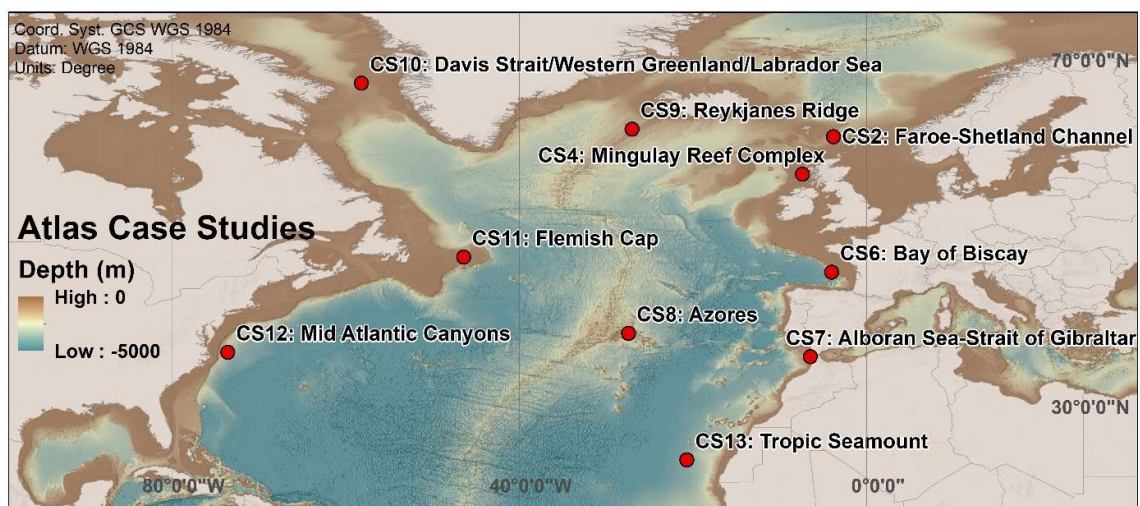 Coord. Syst. GCS WGS 1984
Datum: WGS 1984
Units: Degree
70°0'0"N
CS10: Davis Strait/Western Greenland/Labrador Sea
CS9: Reykjanes Ridge
CS2: Faroe-Shetland Channel
CS4: Mingulay Reef Complex
Atlas Case Studies
CS11: Flemish Cap
CS6: Bay of Biscay
Depth (m)
High : 0
Low : -5000
CS8: Azores
CS12: Mid Atlantic Canyons
CS7: Alboran Sea-Strait of Gibraltar
30°0'0"N
CS13: Tropic Seamount
80°0'0"W
40°0'0"W
0°0'0"